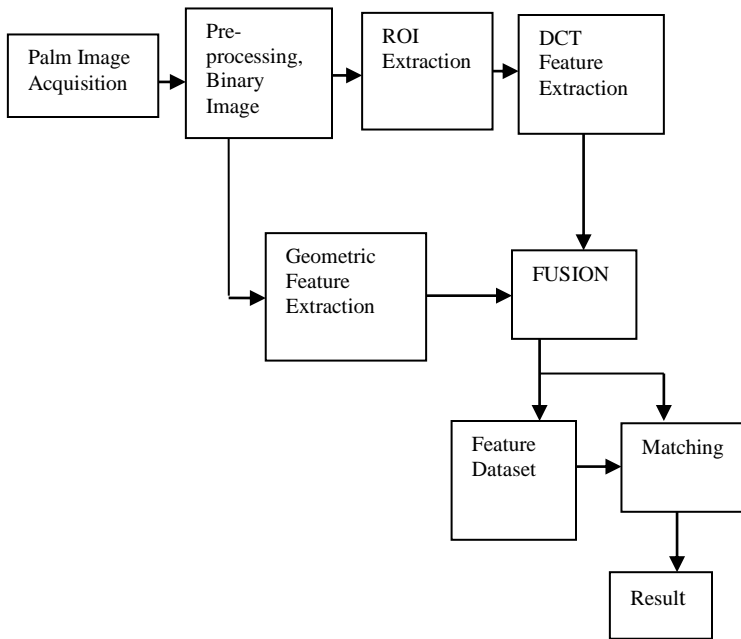 Palm Image
Acquisition
Pre-
processing,
Binary
Image
ROI
Extraction
DCT
Feature
Extraction
Geometric
Feature
Extraction
FUSION
Feature
Dataset
Matching
Result